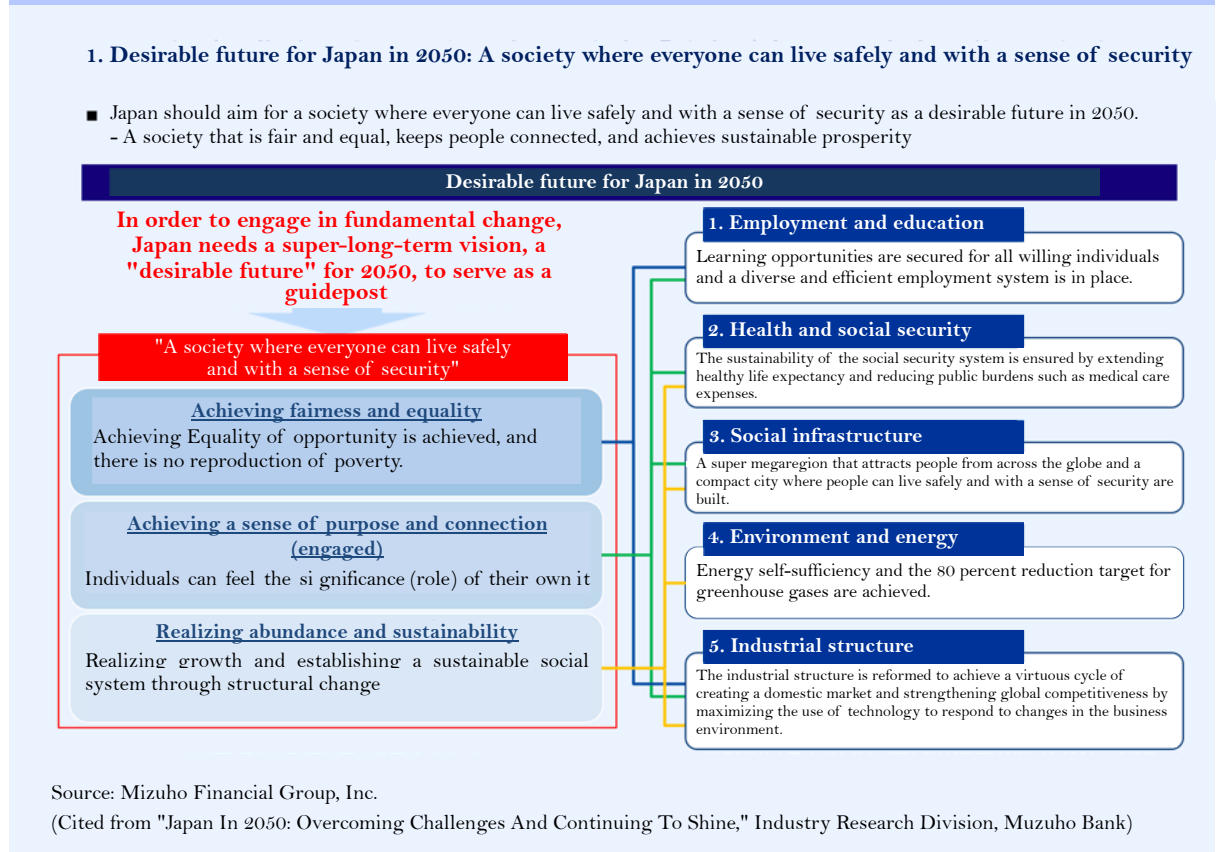 1. Desirable future for Japan in 2050: A society where everyone can live safely and with a sense of security
■ Japan should aim for a society where everyone can live safely and with a sense of security as a desirable future in 2050.
- A society that is fair and equal, keeps people connected, and achieves sustainable prosperity
Desirable future for Japan in 2050
In order to engage in fundamental change,
Japan needs a super-long-term vision, a
"desirable future" for 2050, to serve as a
guidepost
"A society where everyone can live safely
and with a sense of security"
Achieving fairness and equality
Achieving Equality of opportunity is achieved, and
there is no reproduction of poverty.
Achieving a sense of purpose and connection
(engaged)
Individuals can feel the si gnificance (role) of their own it
Realizing abundance and sustainability
Realizing growth and establishing a sustainable social
system through structural change
1. Employment and education
Learning opportunities are secured for all willing individuals
and a diverse and efficient employment system is in place.
2. Health and social security
The sustainability of the social security system is ensured by extending
healthy life expectancy and reducing public burdens such as medical care
expenses.
3. Social infrastructure
A super megaregion that attracts people from across the globe and a
compact city where people can live safely and with a sense of security are
built.
4. Environment and energy
Energy self-sufficiency and the 80 percent reduction target for
greenhouse gases are achieved.
5. Industrial structure
The industrial structure is reformed to achieve a virtuous cycle of
creating a domestic market and strengthening global competitiveness by
maximizing the use of technology to respond to changes in the business
environment.
Source: Mizuho Financial Group, Inc.
(Cited from "Japan In 2050: Overcoming Challenges And Continuing To Shine," Industry Research Division, Muzuho Bank)